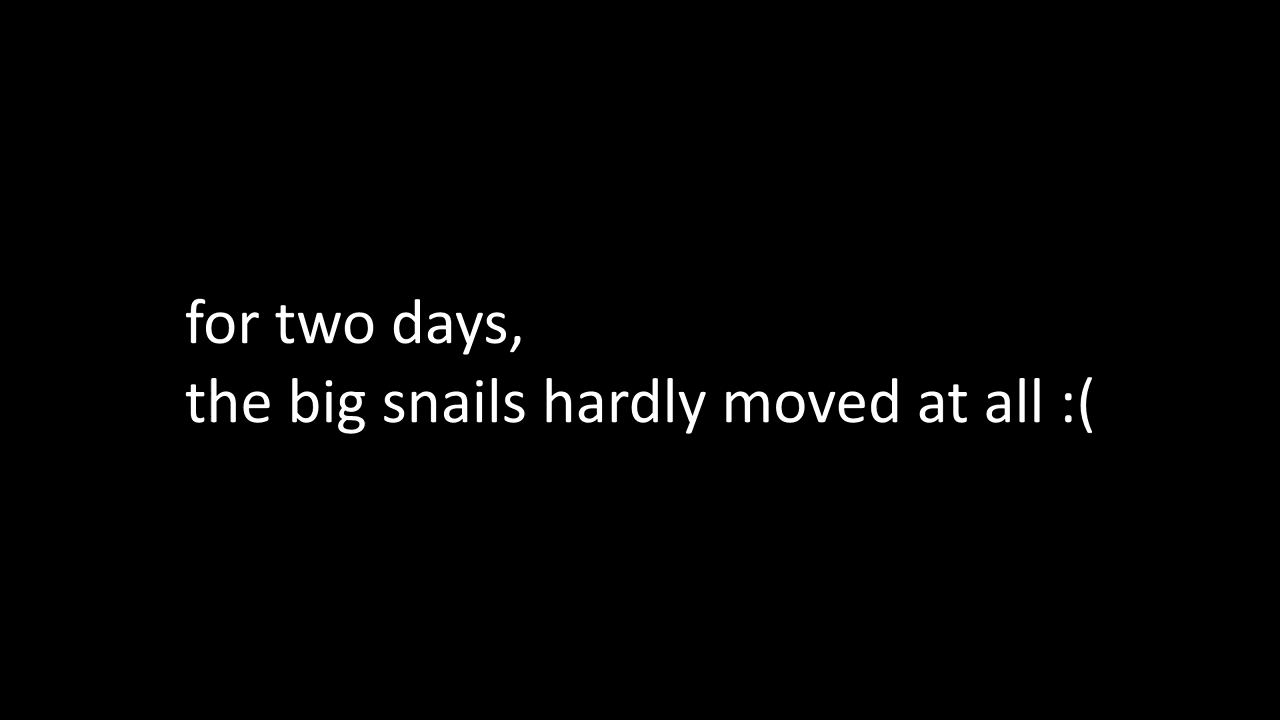 for two days,
the big snails hardly moved at all :(